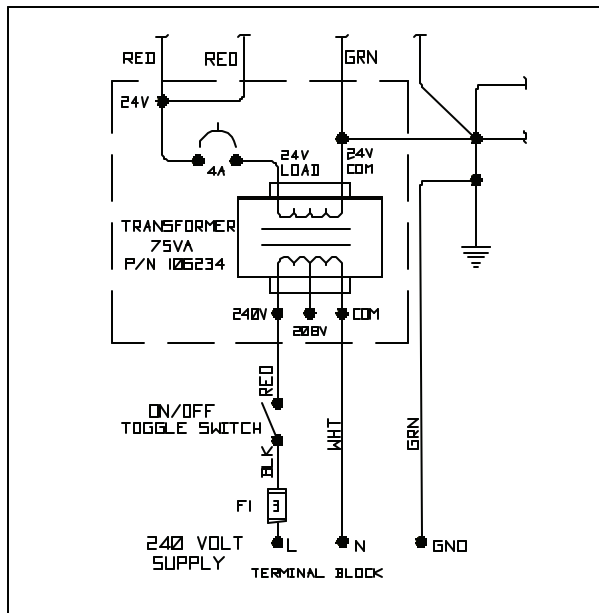 RED
RED
GRN
24V
4A
24V
LOAD
24V
COM
TRANSFORMER
75VA
P/N 106234
240V
208V
COM
RED
ON/OFF
TOGGLE SWITCH
BLK
WHT
GRN
F1
3
240 VOLT
SUPPLY
L
N
GND
TERMINAL BLOCK